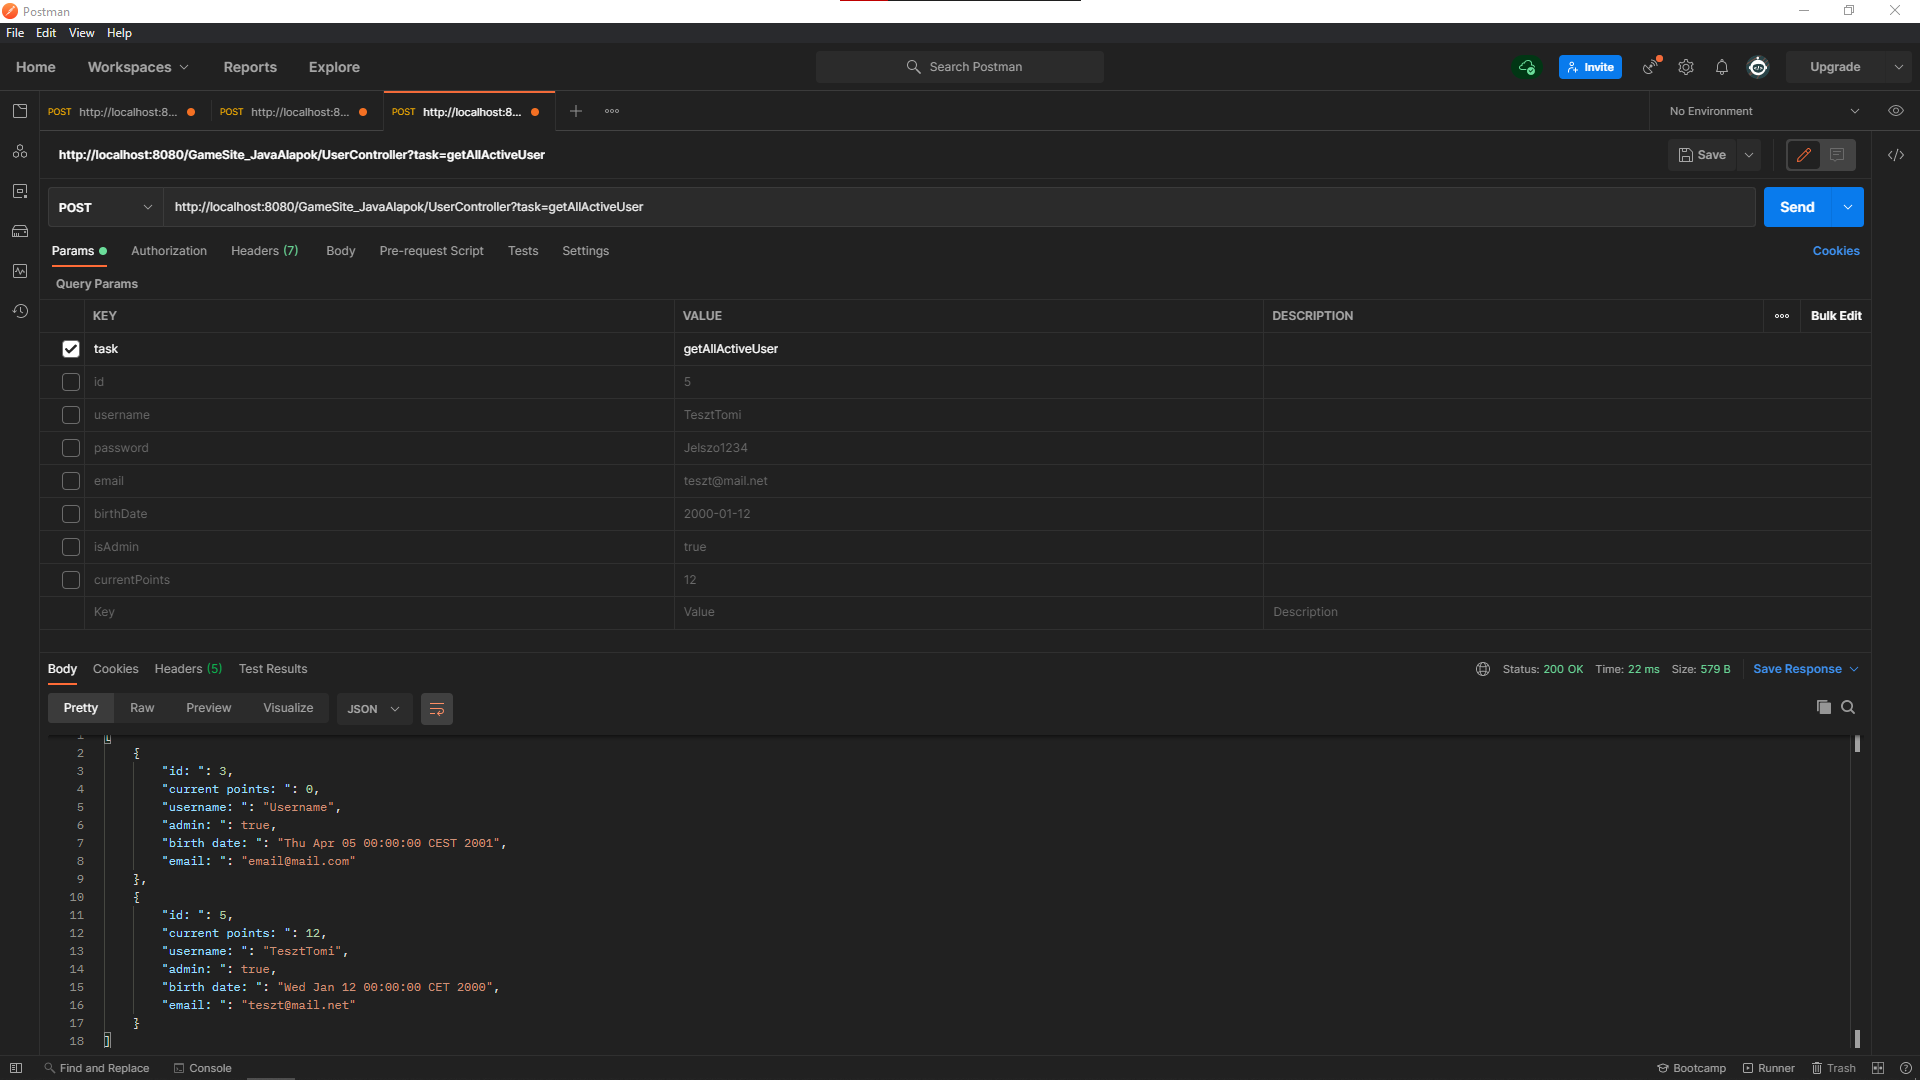 Postman
File Edit View Help
Home Workspaces Reports Explore Search Postman Invite Upgrade
POST http://localhost:8... POST http://localhost:8... POST http://localhost:8... No Environment
http://localhost:8080/GameSite_JavaAlapok/UserController?task=getAllActiveUser Save
POST http://localhost:8080/GameSite_JavaAlapok/UserController?task=getAllActiveUser Send
Params Authorization Headers (7) Body Pre-request Script Tests Settings Cookies
Query Params
KEY VALUE DESCRIPTION Bulk Edit
task getAllActiveUser
id 5
username TesztTomi
password Jelszo1234
email teszt@mail.net
birthDate 2000-01-12
isAdmin true
currentPoints 12
Key Value Description
Body Cookies Headers (5) Test Results Status: 200 OK Time: 22 ms Size: 579 B Save Response
Pretty Raw Preview Visualize JSON
1 [
2 {
3 "id: ": 3,
4 "current points: ": 0,
5 "username: ": "Username",
6 "admin: ": true,
7 "birth date: ": "Thu Apr 05 00:00:00 CEST 2001",
8 "email: ": "email@mail.com"
9 },
10 {
11 "id: ": 5,
12 "current points: ": 12,
13 "username: ": "TesztTomi",
14 "admin: ": true,
15 "birth date: ": "Wed Jan 12 00:00:00 CET 2000",
16 "email: ": "teszt@mail.net"
17 }
18 ]
Find and Replace Console Bootcamp Runner Trash